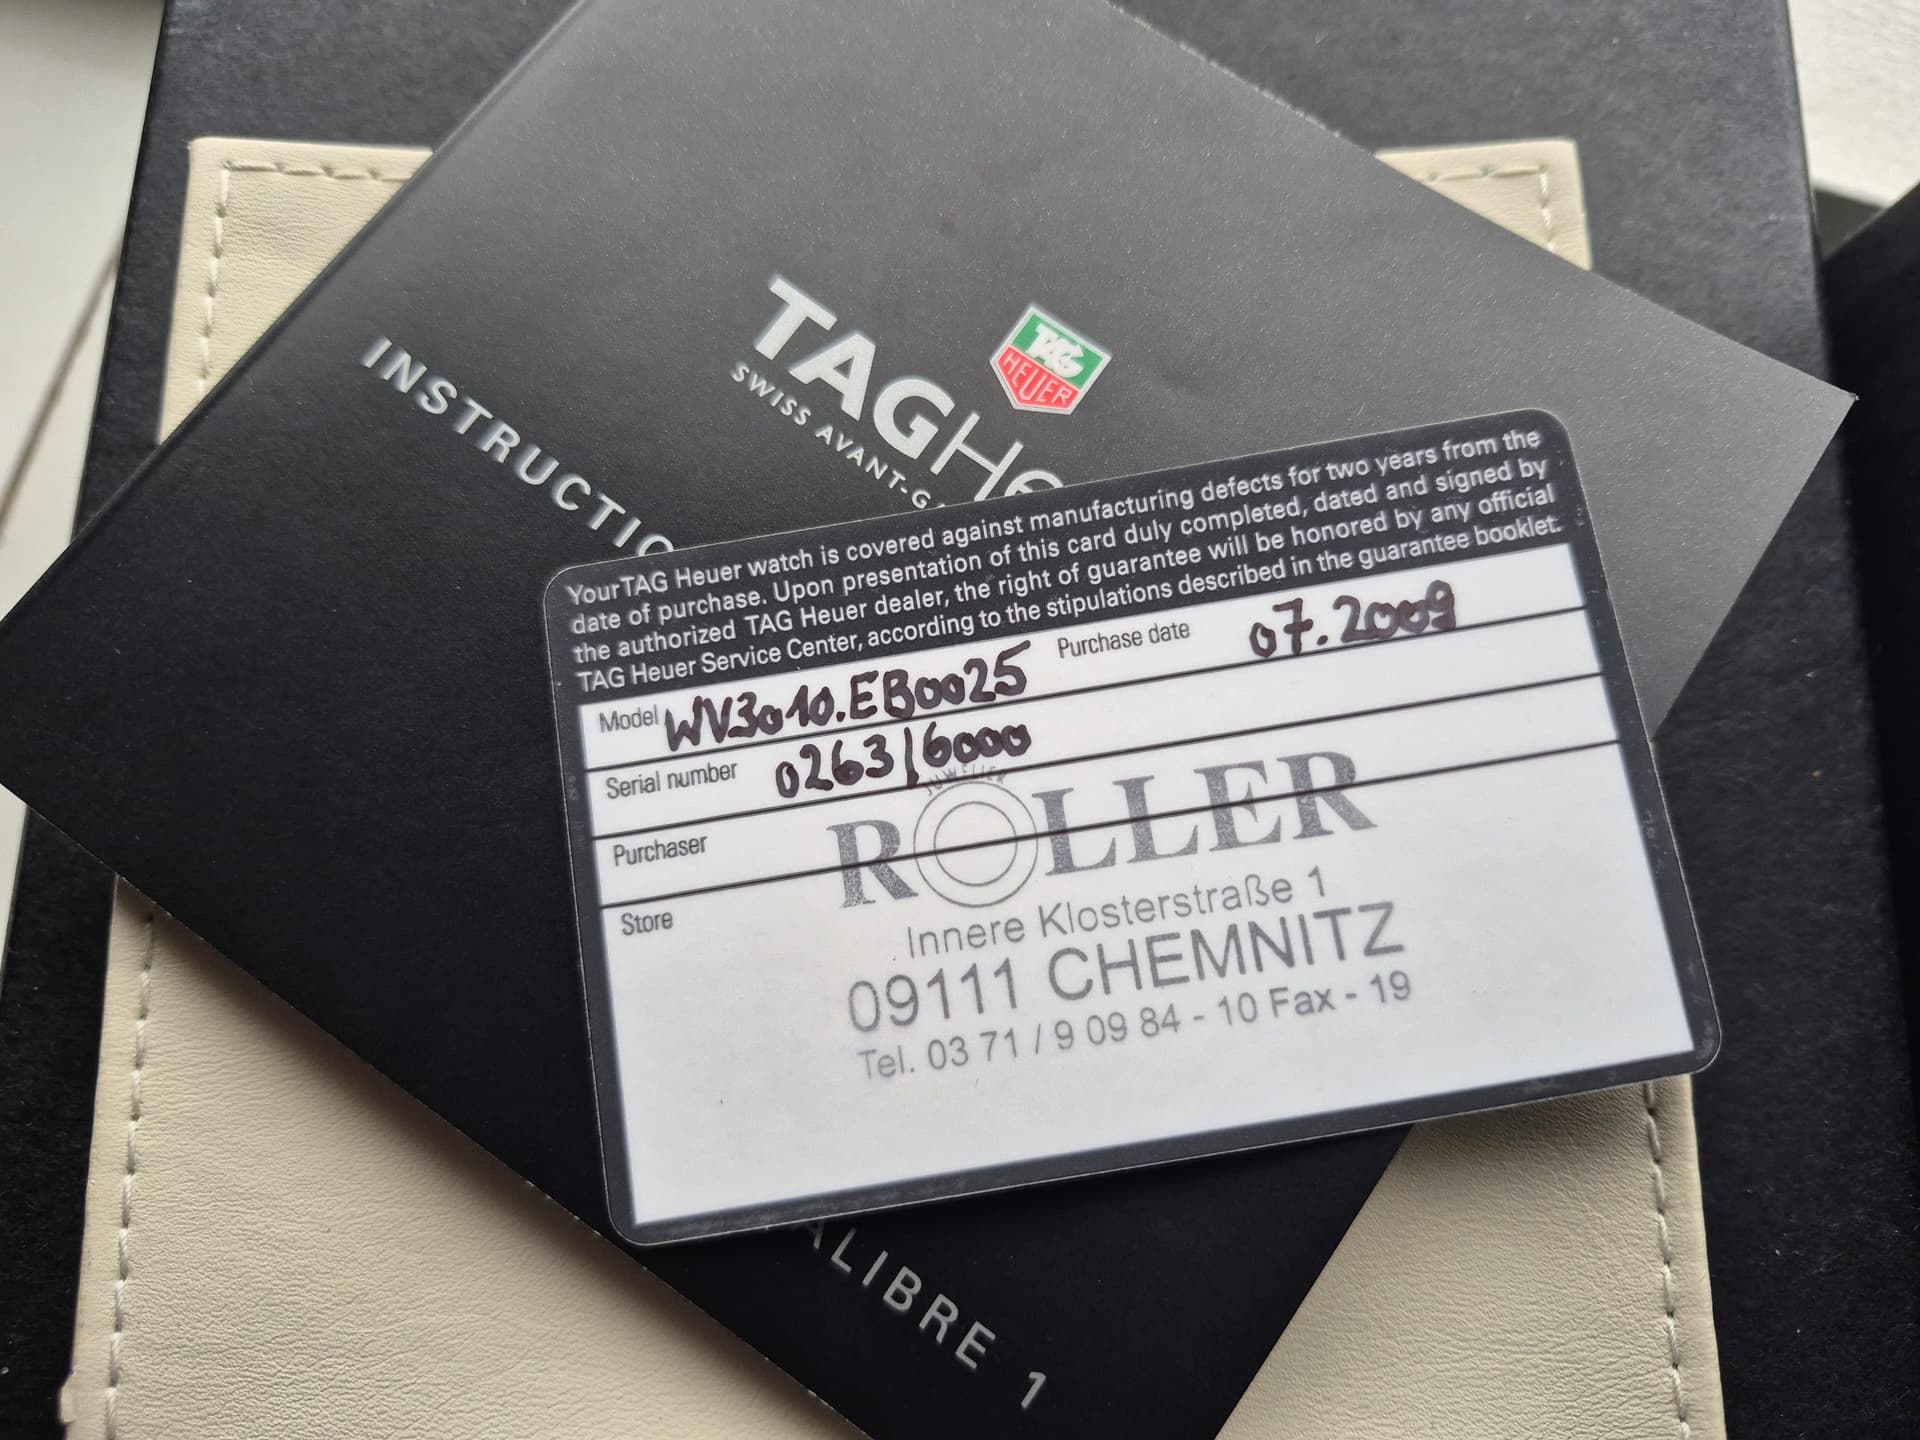 TAG
HEUER
TAGHe
SWISS AVANT-GA
INSTRUCTIO
Your TAG Heuer watch is covered against manufacturing defects for two years from the
date of purchase. Upon presentation of this card duly completed, dated and signed by
the authorized TAG Heuer dealer, the right of guarantee will be honored by any official
TAG Heuer Service Center, according to the stipulations described in the guarantee booklet.
Model WV3010.EB0025 Purchase date 07.2009
Serial number 0263/6000
Purchaser
JUWELIER
ROLLER
Store
Innere Klosterstraße 1
09111 CHEMNITZ
Tel. 03 71 / 9 09 84 - 10 Fax - 19
ALIBRE 1